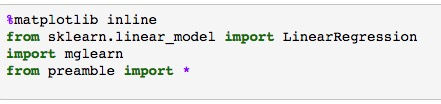 %matplotlib inline
from sklearn.linear_model import LinearRegression
import mglearn
from preamble import *